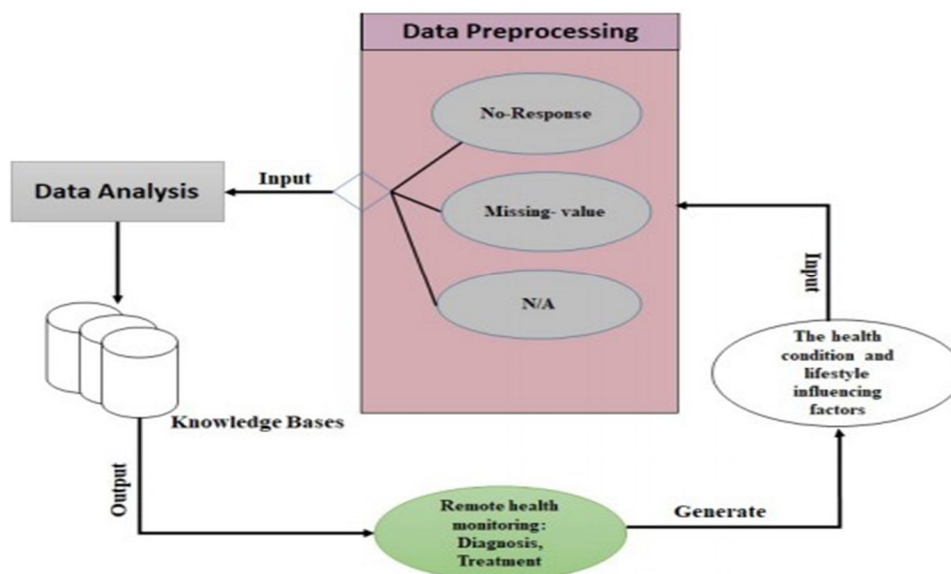 Data Preprocessing
No-Response
Input
Data Analysis
Missing- value
Input
N/A
The health
condition and
lifestyle
influencing
factors
Knowledge Bases
Output
Remote health
monitoring:
Diagnosis,
Treatment
Generate